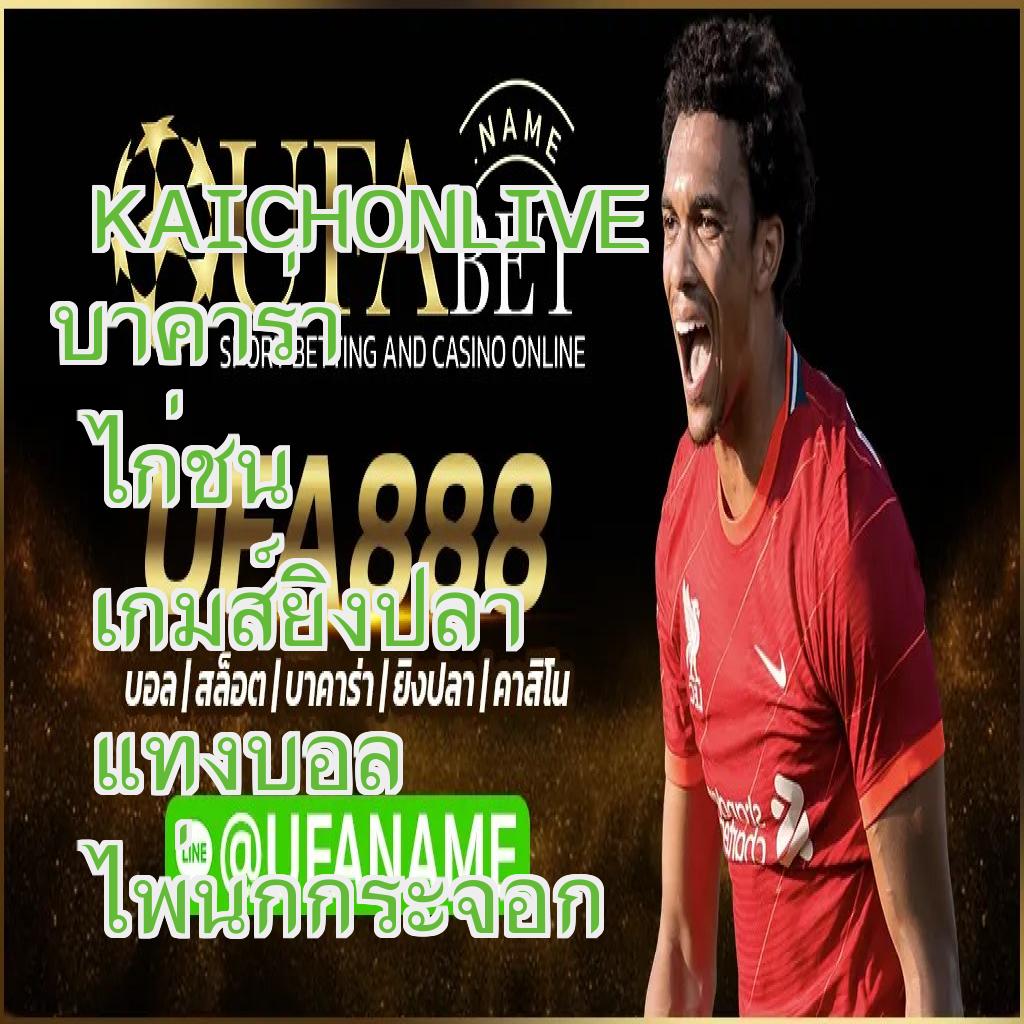 .NAME
UFA
BET
KAICHONLIVE
บาคาร่า
SPORT BETTING AND CASINO ONLINE
ไก่ชน
UFA888
เกมส์ยิงปลา
บอล | สล็อต | บาคาร่า | ยิงปลา | คาสิโน
แทงบอล
LINE @UFANAME
ไพ่นกกระจอก